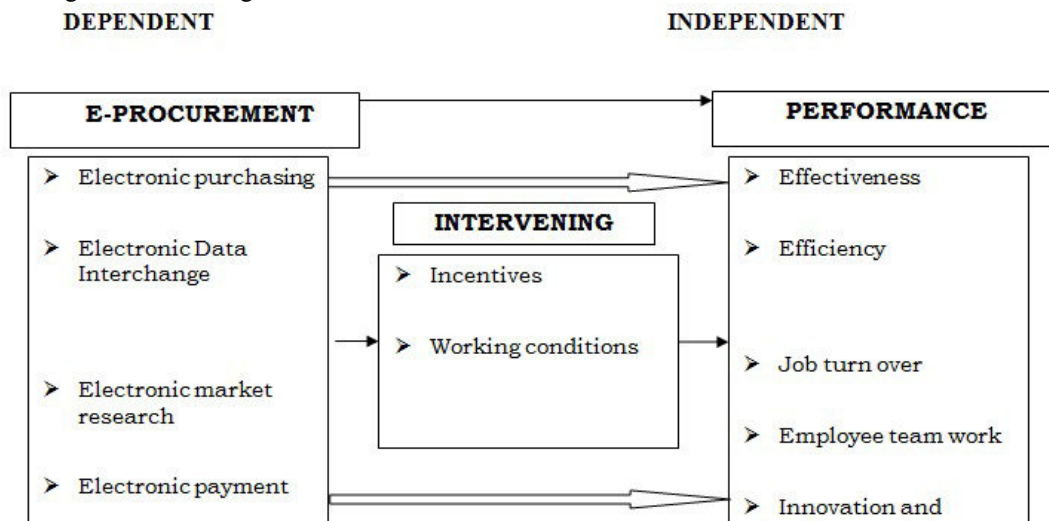 DEPENDENT
INDEPENDENT
E-PROCUREMENT
PERFORMANCE
➤ Electronic purchasing
➤ Electronic Data
Interchange
➤ Electronic market
research
➤ Electronic payment
INTERVENING
➤ Incentives
➤ Working conditions
➤ Effectiveness
➤ Efficiency
➤ Job turn over
➤ Employee team work
➤ Innovation and